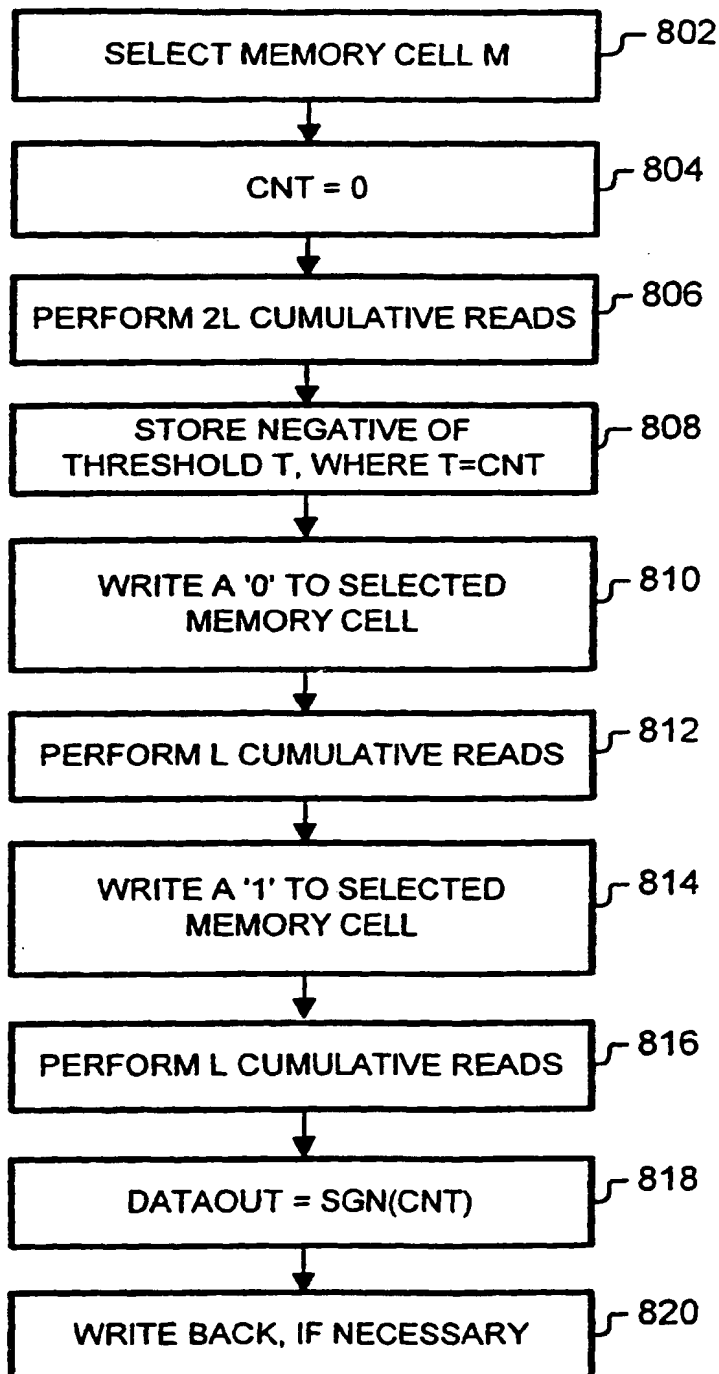 SELECT MEMORY CELL M
802
CNT = 0
804
PERFORM 2L CUMULATIVE READS
806
STORE NEGATIVE OF
THRESHOLD T, WHERE T=CNT
808
WRITE A '0' TO SELECTED
MEMORY CELL
810
PERFORM L CUMULATIVE READS
812
WRITE A '1' TO SELECTED
MEMORY CELL
814
PERFORM L CUMULATIVE READS
816
DATAOUT = SGN(CNT)
818
WRITE BACK, IF NECESSARY
820